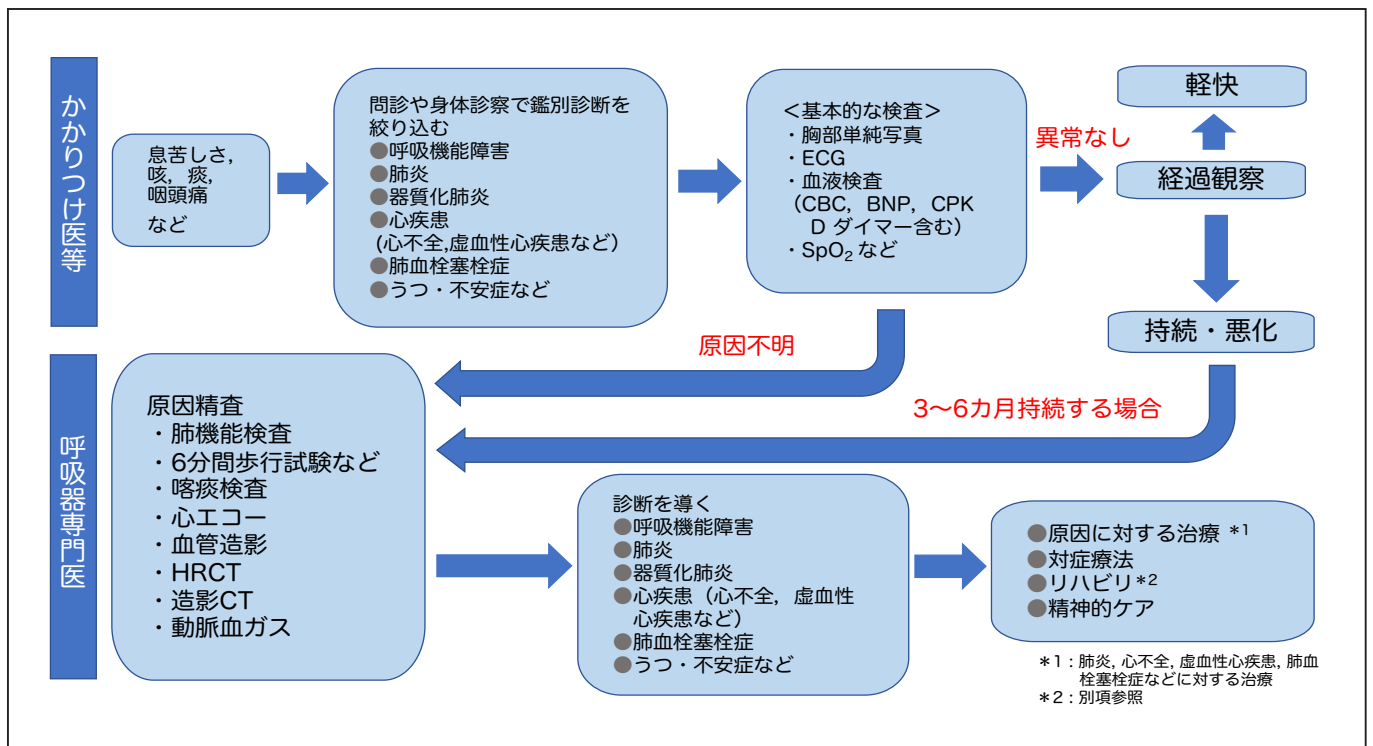 かかりつけ医等
息苦しさ,
咳，痰,
咽頭痛
など
問診や身体診察で鑑別診断を
絞り込む
●呼吸機能障害
●肺炎
●器質化肺炎
●心疾患
(心不全,虚血性心疾患など）
●肺血栓塞栓症
●うつ・不安症など
＜基本的な検査＞
・胸部単純写真
・ECG
・血液検査
（CBC，BNP，CPK
D ダイマー含む）
・SpO₂ など
異常なし
軽快
経過観察
持続・悪化
原因不明
3〜6カ月持続する場合
呼吸器専門医
原因精査
・肺機能検査
・6分間歩行試験など
・喀痰検査
・心エコー
・血管造影
・HRCT
・造影CT
・動脈血ガス
診断を導く
●呼吸機能障害
●肺炎
●器質化肺炎
●心疾患（心不全，虚血性
心疾患など）
●肺血栓塞栓症
●うつ・不安症など
●原因に対する治療 *1
●対症療法
●リハビリ*2
●精神的ケア
＊1：肺炎, 心不全, 虚血性心疾患, 肺血
栓塞栓症などに対する治療
＊2：別項参照